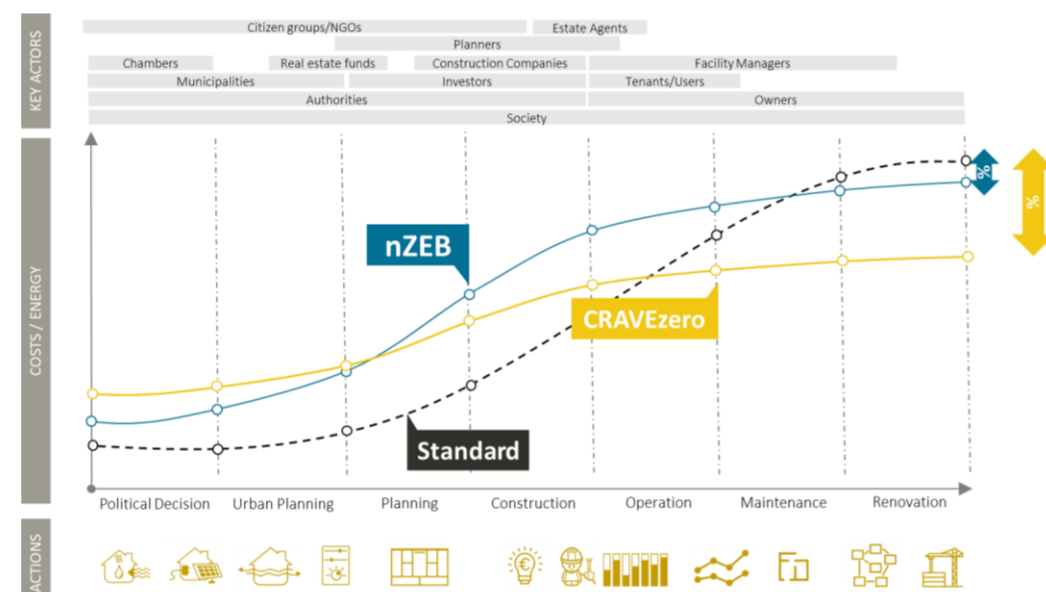 KEY ACTORS
Citizen groups/NGOs
Estate Agents
Planners
Chambers
Real estate funds
Construction Companies
Facility Managers
Municipalities
Investors
Tenants/Users
Authorities
Owners
Society
COSTS / ENERGY
%
%
nZEB
CRAVEzero
Standard
Political Decision
Urban Planning
Planning
Construction
Operation
Maintenance
Renovation
ACTIONS
€